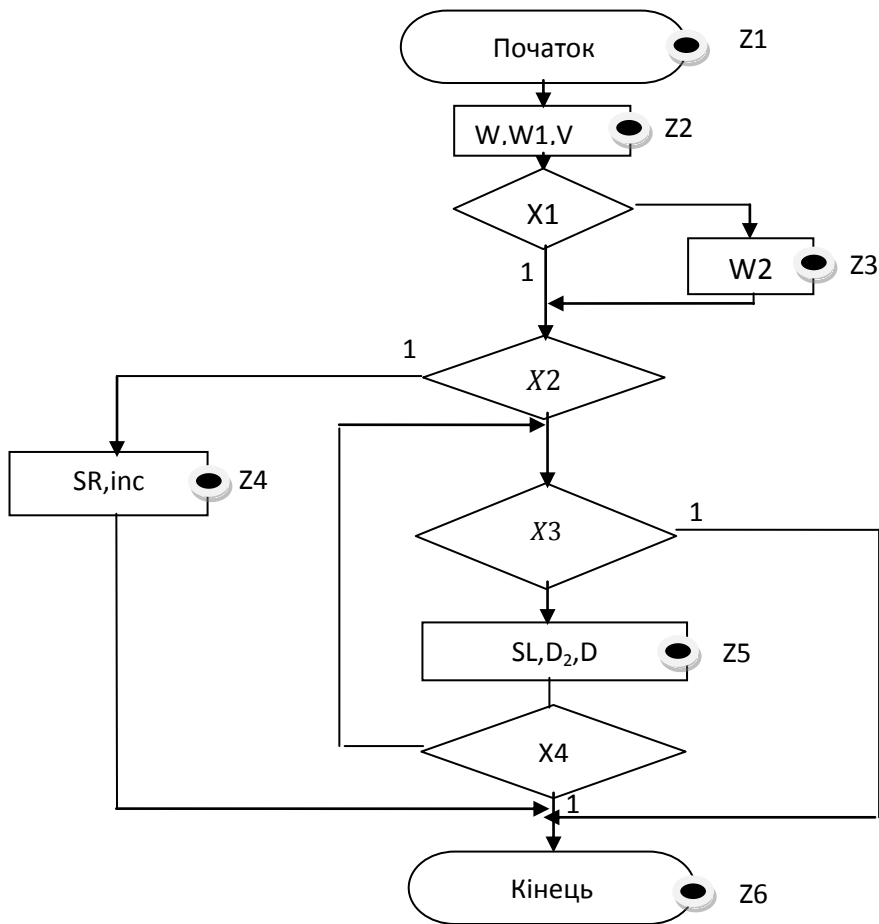 Початок
Z1
W,W1,V
Z2
X1
1
W2
Z3
1
X2
SR,inc
Z4
X3
1
SL,D₂,D
Z5
X4
1
Кінець
Z6